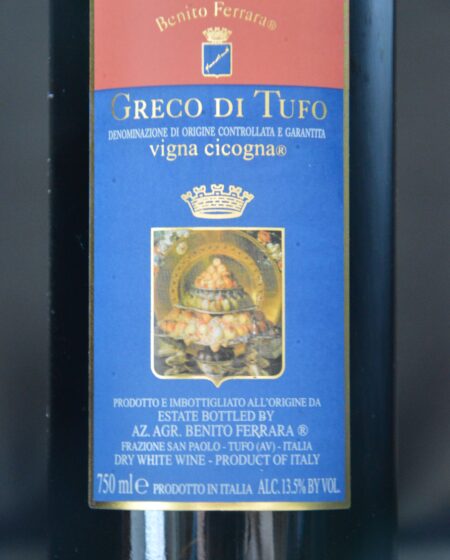 Benito Ferrara®
GRECO DI TUFO
DENOMINAZIONE DI ORIGINE CONTROLLATA E GARANTITA
vigna cicogna®
PRODOTTO E IMBOTTIGLIATO ALL'ORIGINE DA
ESTATE BOTTLED BY
AZ. AGR. BENITO FERRARA ®
FRAZIONE SAN PAOLO - TUFO (AV) - ITALIA
DRY WHITE WINE - PRODUCT OF ITALY
750 ml e PRODOTTO IN ITALIA ALC. 13.5% BY VOL.